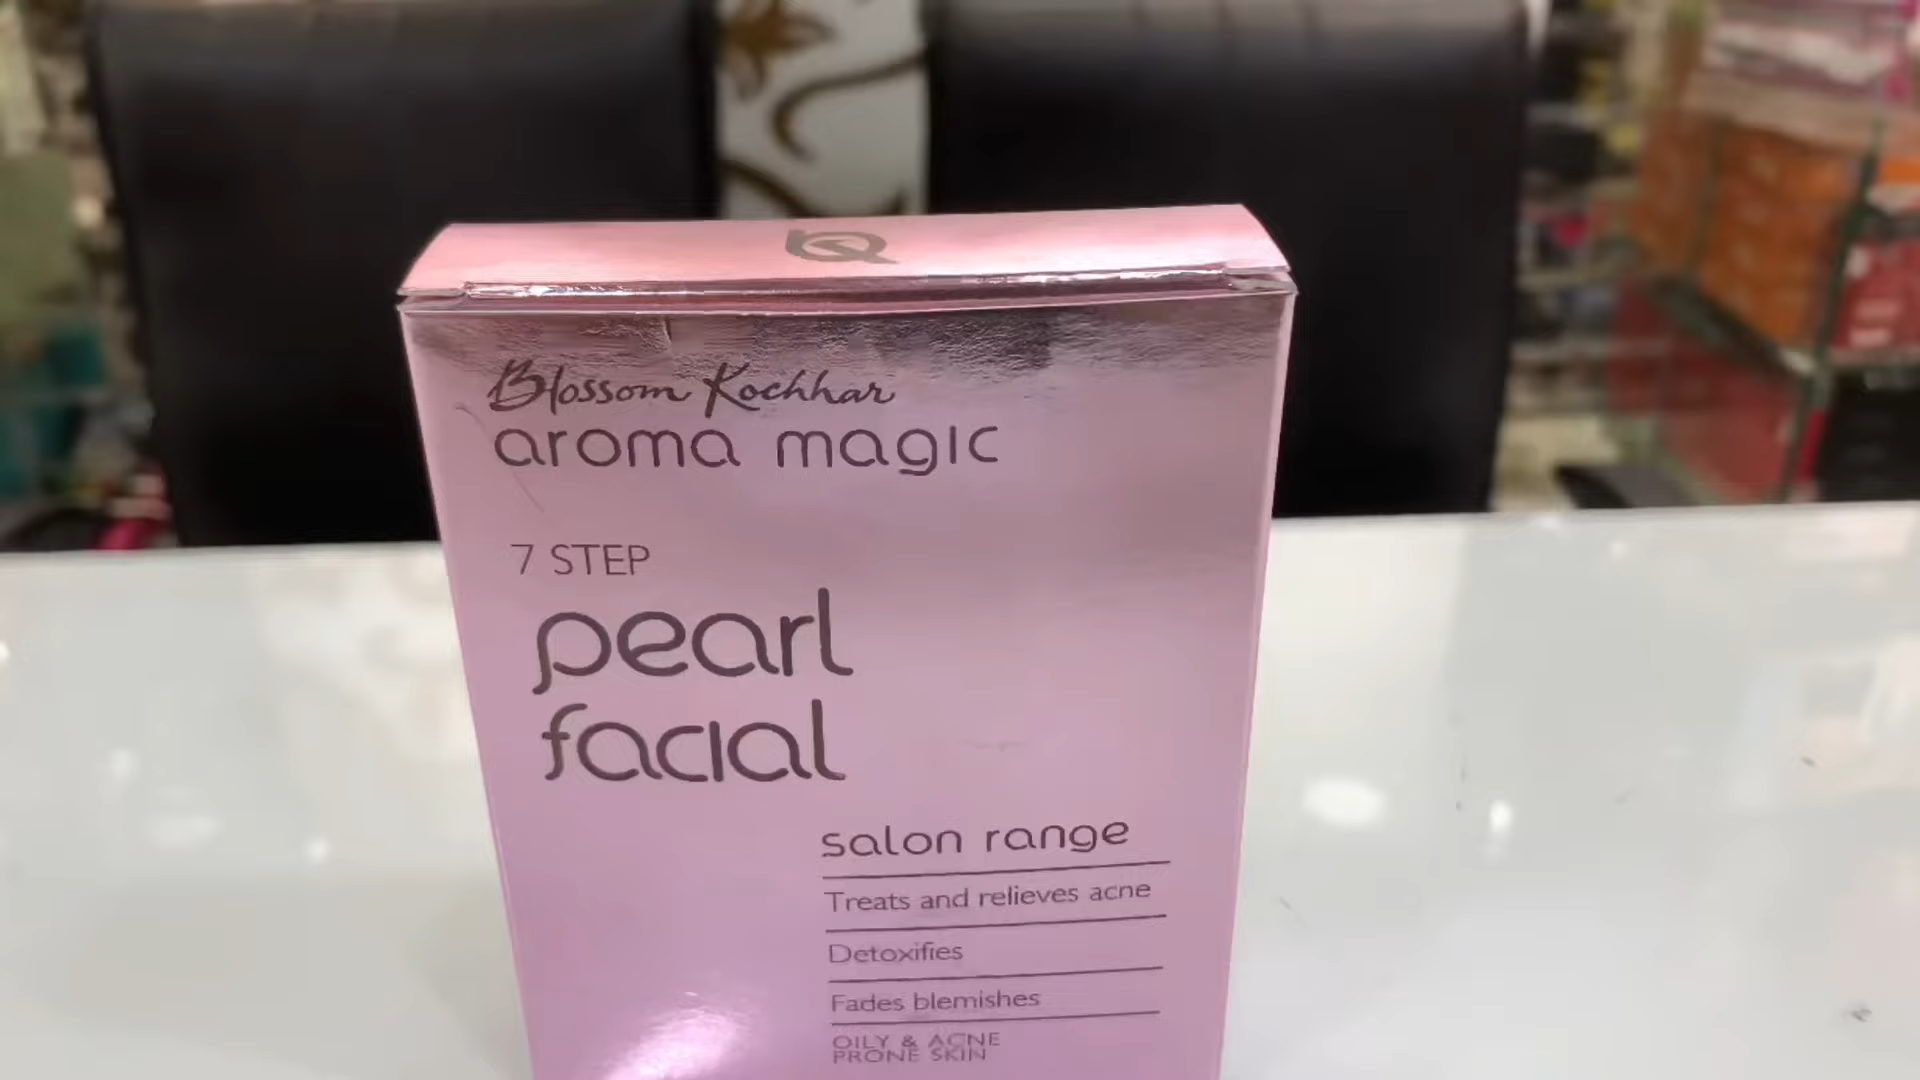 Blossom Kochhar
aroma magic
7 STEP
pearl
facial
salon range
Treats and relieves acne
Detoxifies
Fades blemishes
OILY & ACNE
PRONE SKIN